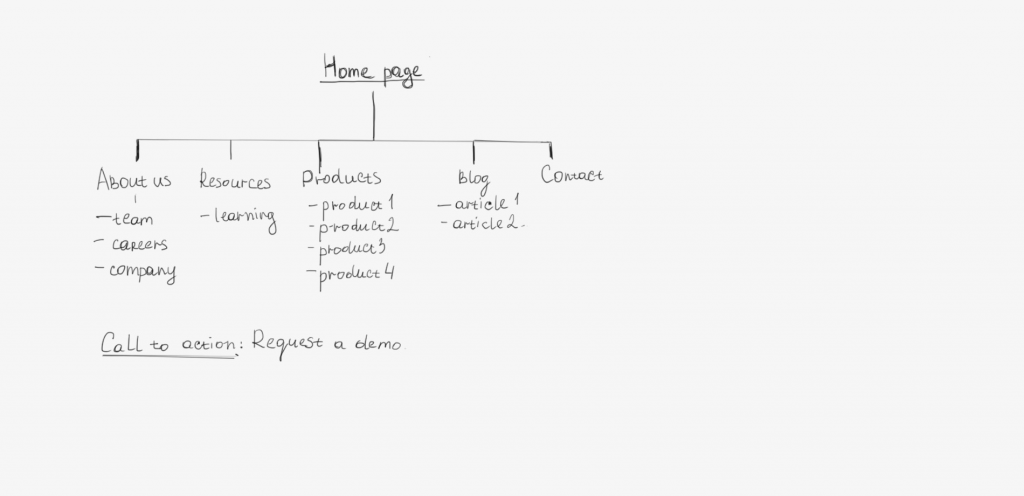 Home page
About us Resources Products Blog Contact
- team
- careers
- company
- learning
- product 1
- product 2
- product 3
- product 4
- article 1
- article 2.
Call to action: Request a demo